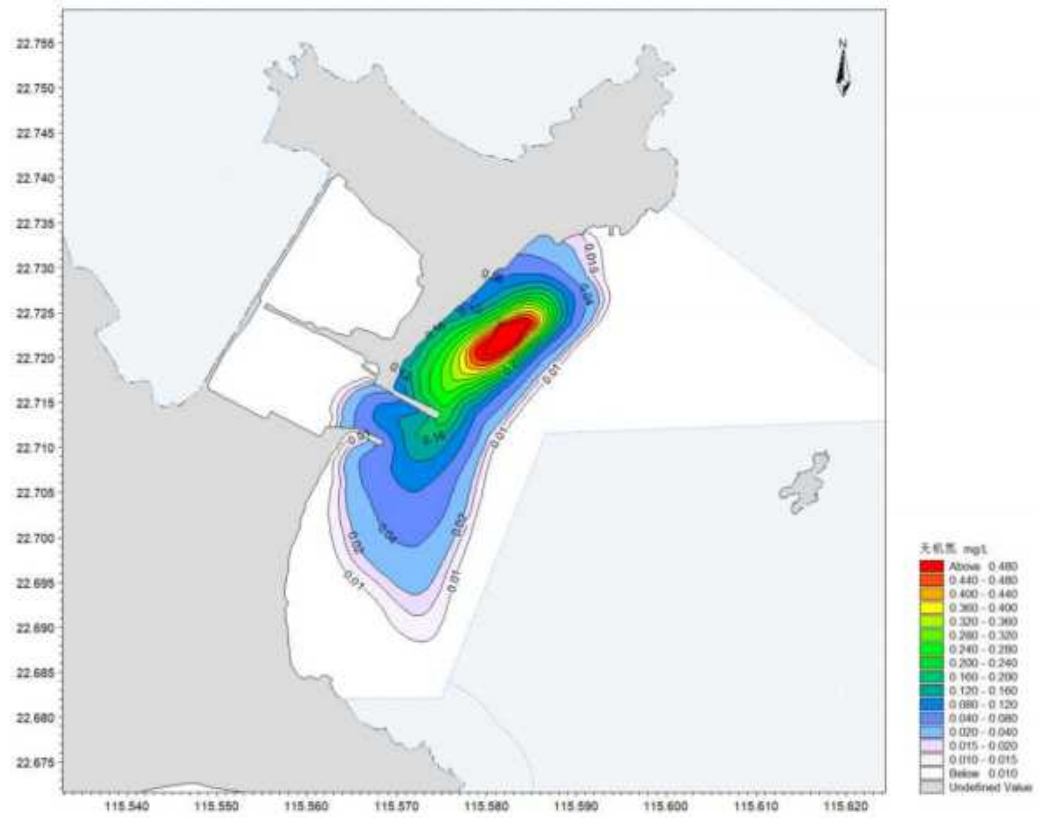 N
22.755
22.750
22.745
22.740
22.735
22.730
22.725
22.720
22.715
22.710
22.705
22.700
22.695
22.690
22.685
22.680
22.675
115.540 115.550 115.560 115.570 115.580 115.590 115.600 115.610 115.620
0.015
0.04
0.01
0.01
0.16
0.02
0.04
0.02
0.01
0.01
无机氮 mg/L
Above 0.480
0.440 - 0.480
0.400 - 0.440
0.360 - 0.400
0.320 - 0.360
0.280 - 0.320
0.240 - 0.280
0.200 - 0.240
0.160 - 0.200
0.120 - 0.160
0.080 - 0.120
0.040 - 0.080
0.020 - 0.040
0.015 - 0.020
0.010 - 0.015
Below 0.010
Undefined Value